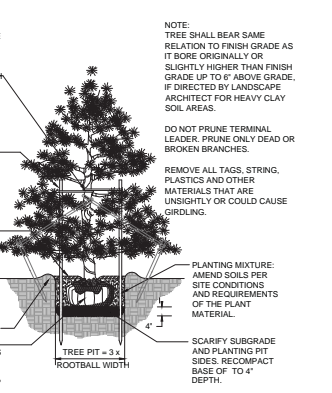 NOTE:
TREE SHALL BEAR SAME
RELATION TO FINISH GRADE AS
IT BORE ORIGINALLY OR
SLIGHTLY HIGHER THAN FINISH
GRADE UP TO 6" ABOVE GRADE,
IF DIRECTED BY LANDSCAPE
ARCHITECT FOR HEAVY CLAY
SOIL AREAS.
DO NOT PRUNE TERMINAL
LEADER. PRUNE ONLY DEAD OR
BROKEN BRANCHES.
REMOVE ALL TAGS, STRING,
PLASTICS AND OTHER
MATERIALS THAT ARE
UNSIGHTLY OR COULD CAUSE
GIRDLING.
PLANTING MIXTURE:
AMEND SOILS PER
SITE CONDITIONS
AND REQUIREMENTS
OF THE PLANT
MATERIAL.
4"
SCARIFY SUBGRADE
AND PLANTING PIT
SIDES. RECOMPACT
BASE OF TO 4"
DEPTH.
TREE PIT = 3 x
ROOTBALL WIDTH